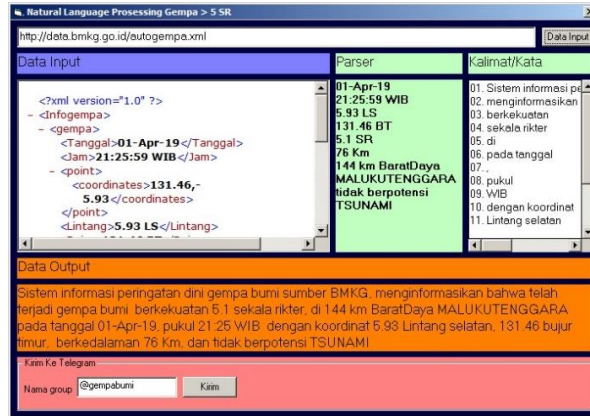 Natural Language Prosessing Gempa > 5 SR
http://data.bmkg.go.id/autogempa.xml
Data Input
Data Input
Parser
Kalimat/Kata
<?xml version="1.0" ?>
- <Infogempa>
- <gempa>
<Tanggal>01-Apr-19</Tanggal>
<Jam>21:25:59 WIB</Jam>
- <point>
<coordinates>131.46,-
5.93</coordinates>
</point>
<Lintang>5.93 LS</Lintang>
01-Apr-19
21:25:59 WIB
5.93 LS
131.46 BT
5.1 SR
76 Km
144 km BaratDaya
MALUKUTENGGARA
tidak berpotensi
TSUNAMI
01. Sistem informasi pe
02. menginformasikan
03. berkekuatan
04. sekala rikter
05. di
06. pada tanggal
07. ,
08. pukul
09. WIB
10. dengan koordinat
11. Lintang selatan
Data Output
Sistem informasi peringatan dini gempa bumi sumber BMKG, menginformasikan bahwa telah
terjadi gempa bumi berkekuatan 5.1 sekala rikter, di 144 km BaratDaya MALUKUTENGGARA
pada tanggal 01-Apr-19, pukul 21:25 WIB dengan koordinat 5.93 Lintang selatan, 131.46 bujur
timur, berkedalaman 76 Km, dan tidak berpotensi TSUNAMI
Kirim Ke Telegram
Nama group @gempabumi Kirim